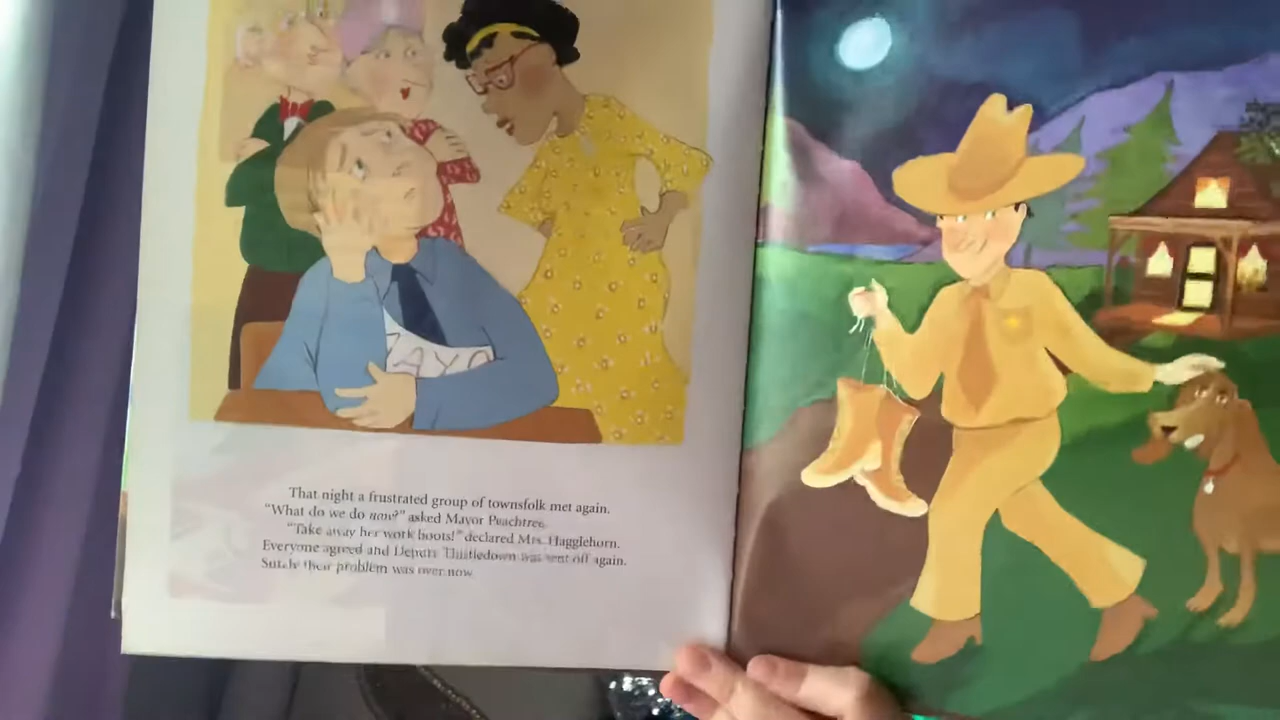 AYO
That night a frustrated group of townsfolk met again.
"What do we do now?" asked Mayor Peachtree.
"Take away her work boots!" declared Mrs. Hagglehorn.
Everyone agreed and Deputy Thistledown was sent off again.
Surely their problem was over now.